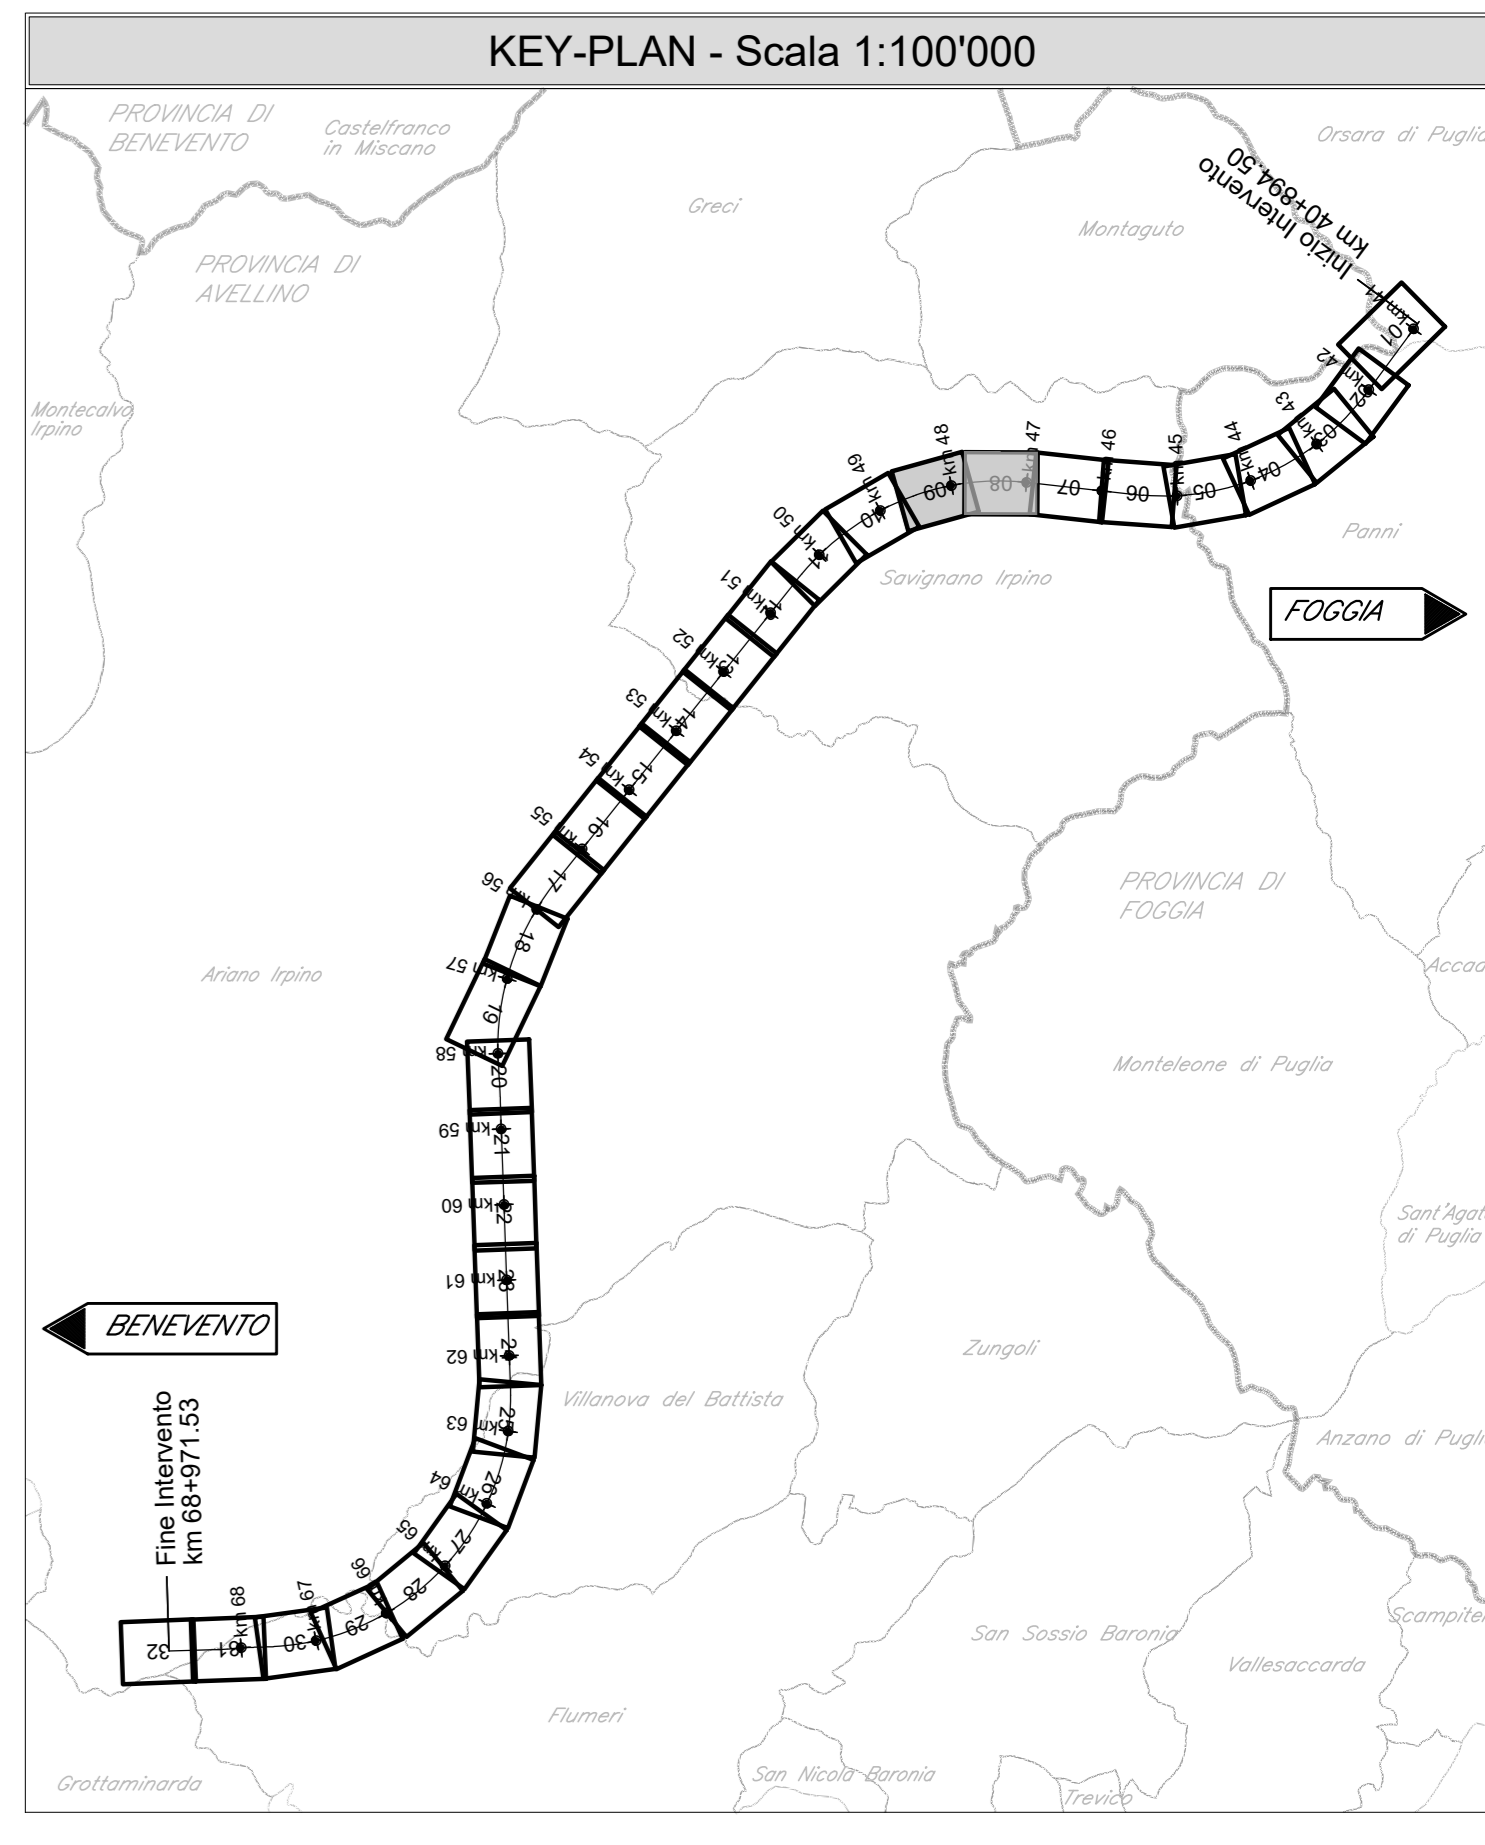 KEY-PLAN - Scala 1:100'000
PROVINCIA DI
BENEVENTO
Castelfranco
in Miscano
Orsara di Puglia
Greci
Montaguto
Inizio Intervento
km 40+894.50
PROVINCIA DI
AVELLINO
km 41
01
km 42
02
km 43
03
Montecalvo
Irpino
km 44
04
km 45
05
km 46
06
07
km 47
08
km 48
09
km 49
10
km 50
11
Panni
Savignano Irpino
FOGGIA
km 51
12
km 52
13
km 53
14
km 54
15
km 55
16
km 56
17
PROVINCIA DI
FOGGIA
18
km 57
Ariano Irpino
19
km 58
20
Monteleone di Puglia
km 59
21
km 60
22
km 61
23
BENEVENTO
Zungoli
km 62
24
Villanova del Battista
km 63
25
Fine Intervento
km 68+971.53
km 64
26
km 65
27
km 66
28
29
km 67
30
km 68
31
32
Sant'Agat
di Puglia
Accad
Anzano di Pugli
Scampite
San Sossio Baronia
Vallesaccarda
Flumeri
San Nicola Baronia
Trevico
Grottaminarda